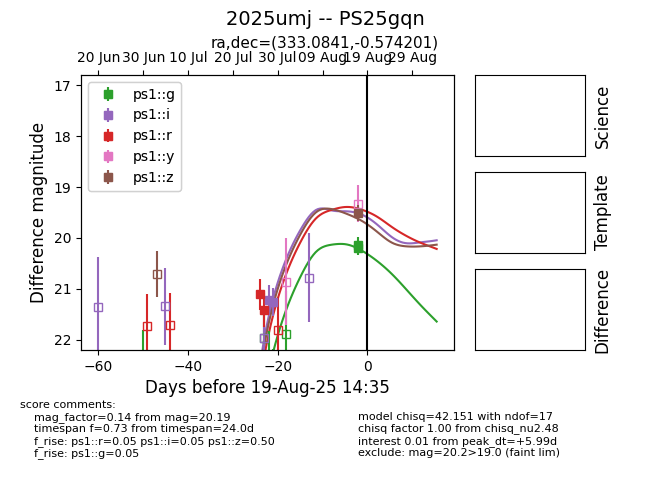 2025umj -- PS25gqn
ra,dec=(333.0841,-0.574201)
20 Jun 30 Jun 10 Jul 20 Jul 30 Jul 09 Aug 19 Aug 29 Aug
17
18
19
20
21
22
Difference magnitude
ps1::g
ps1::i
ps1::r
ps1::y
ps1::z
−60 −40 −20 0
Days before 19-Aug-25 14:35
Science
Template
Difference
score comments:
mag_factor=0.14 from mag=20.19
timespan f=0.73 from timespan=24.0d
f_rise: ps1::r=0.05 ps1::i=0.05 ps1::z=0.50
f_rise: ps1::g=0.05
model chisq=42.151 with ndof=17
chisq factor 1.00 from chisq_nu2.48
interest 0.01 from peak_dt=+5.99d
exclude: mag=20.2>19.0 (faint lim)